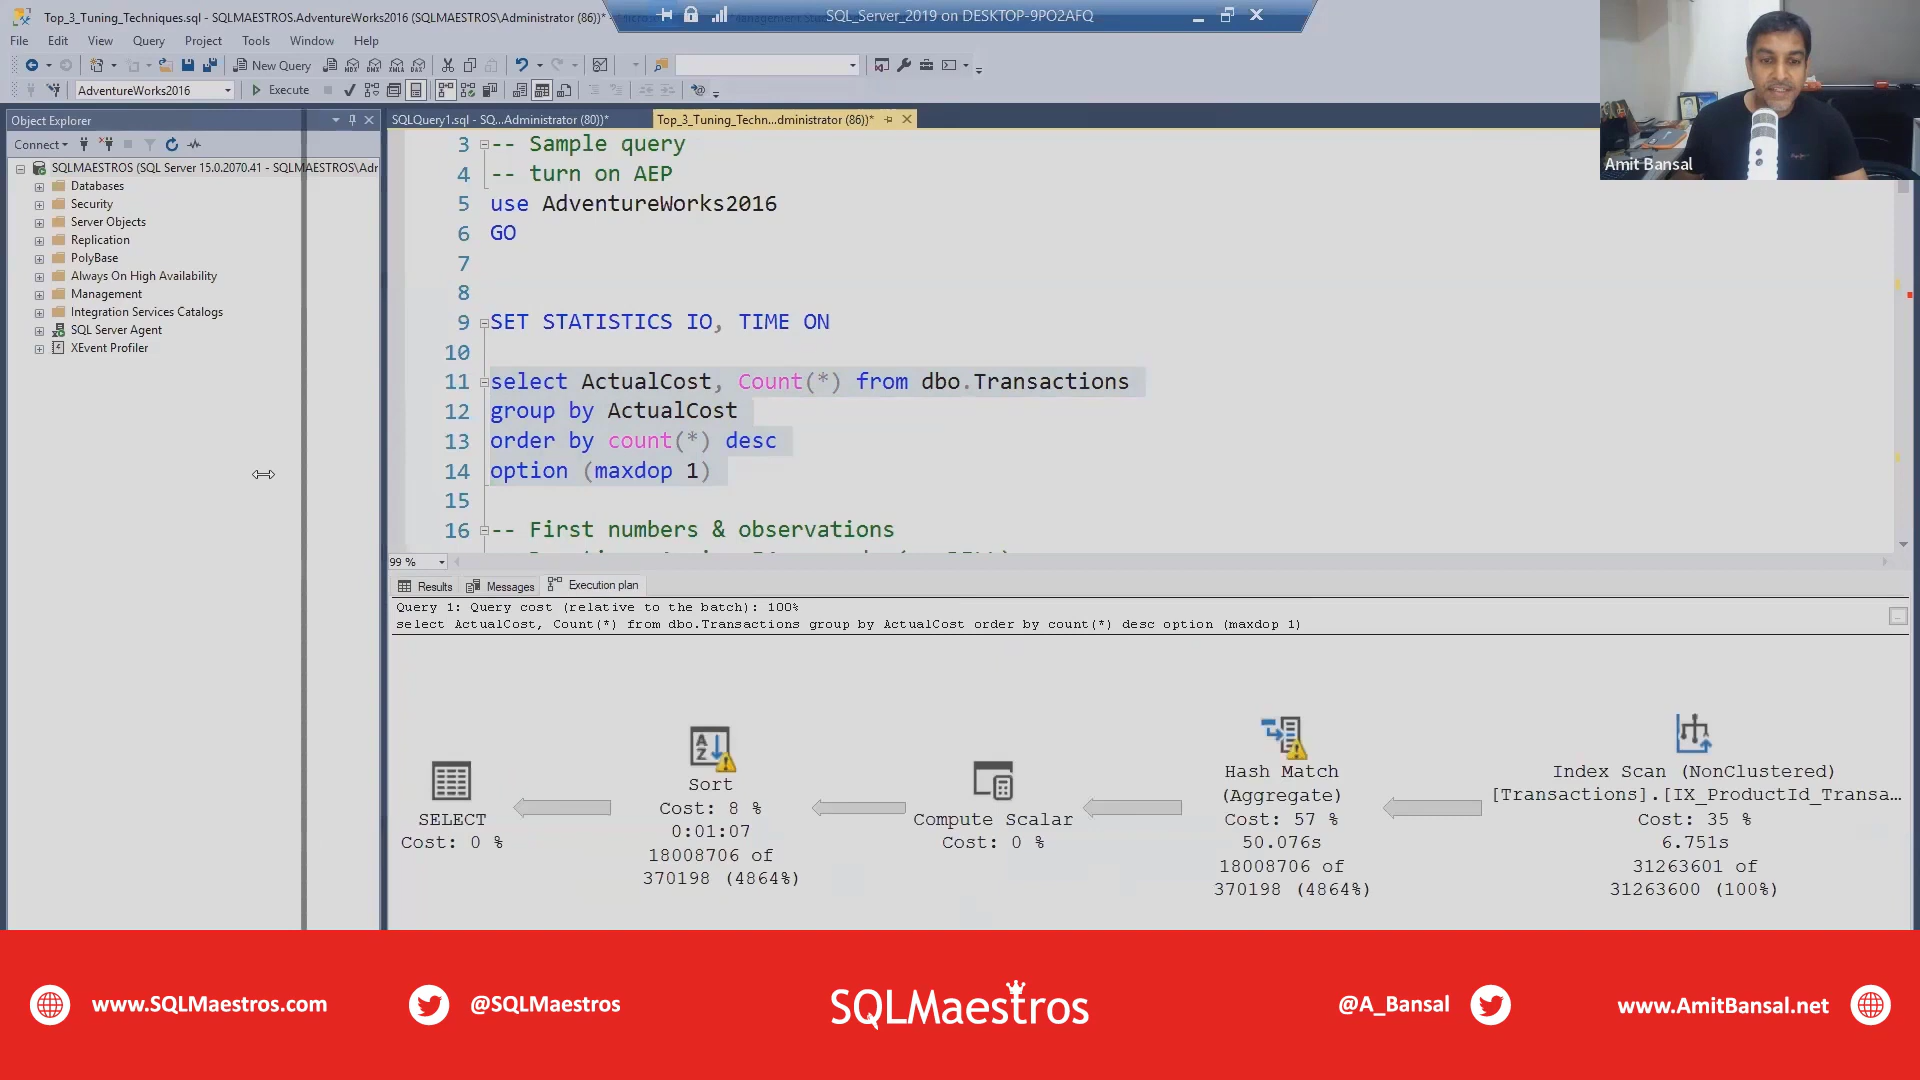 Top_3_Tuning_Techniques.sql - SQLMAESTROS.AdventureWorks2016 (SQLMAESTROS\Administrator (86))*
SQL_Server_2019 on DESKTOP-9PO2AFQ
File Edit View Query Project Tools Window Help
New Query
AdventureWorks2016
Execute
Object Explorer
Connect
SQLMAESTROS (SQL Server 15.0.2070.41 - SQLMAESTROS\Adr
Databases
Security
Server Objects
Replication
PolyBase
Always On High Availability
Management
Integration Services Catalogs
SQL Server Agent
XEvent Profiler
SQLQuery1.sql - SQ...Administrator (80))*
Top_3_Tuning_Techn...dministrator (86))*
3 -- Sample query
4 -- turn on AEP
5 use AdventureWorks2016
6 GO
7
8
9 SET STATISTICS IO, TIME ON
10
11 select ActualCost, Count(*) from dbo.Transactions
12 group by ActualCost
13 order by count(*) desc
14 option (maxdop 1)
15
16 -- First numbers & observations
99 %
Results Messages Execution plan
Query 1: Query cost (relative to the batch): 100%
select ActualCost, Count(*) from dbo.Transactions group by ActualCost order by count(*) desc option (maxdop 1)
SELECT
Cost: 0 %
Sort
Cost: 8 %
0:01:07
18008706 of
370198 (4864%)
Compute Scalar
Cost: 0 %
Hash Match
(Aggregate)
Cost: 57 %
50.076s
18008706 of
370198 (4864%)
Index Scan (NonClustered)
[Transactions].[IX_ProductId_Transa...
Cost: 35 %
6.751s
31263601 of
31263600 (100%)
Amit Bansal
www.SQLMaestros.com
@SQLMaestros
SQLMaestros
@A_Bansal
www.AmitBansal.net